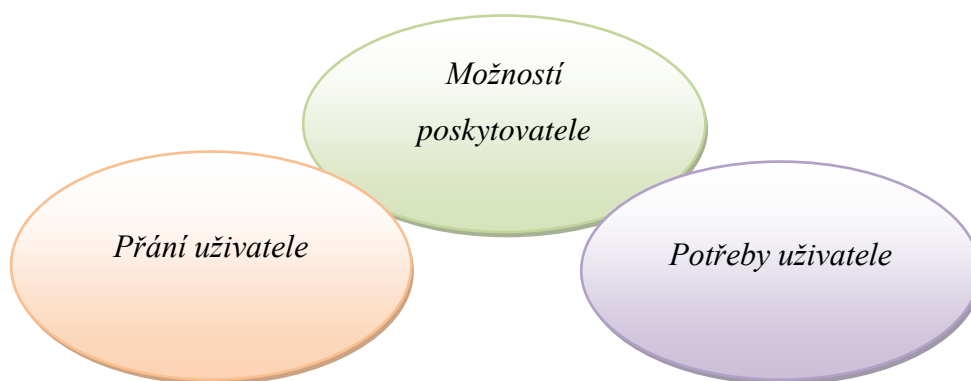 Možností
poskytovatele
Přání uživatele
Potřeby uživatele